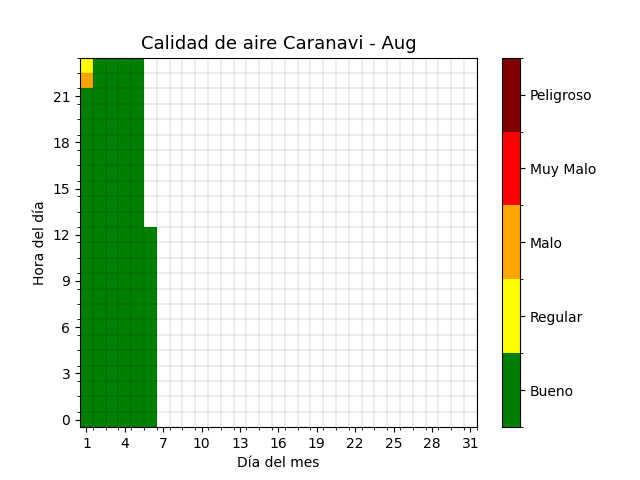 Calidad de aire Caranavi - Aug
Peligroso
Muy Malo
Malo
Regular
Bueno
Hora del día
21
18
15
12
9
6
3
0
1 4 7 10 13 16 19 22 25 28 31
Día del mes